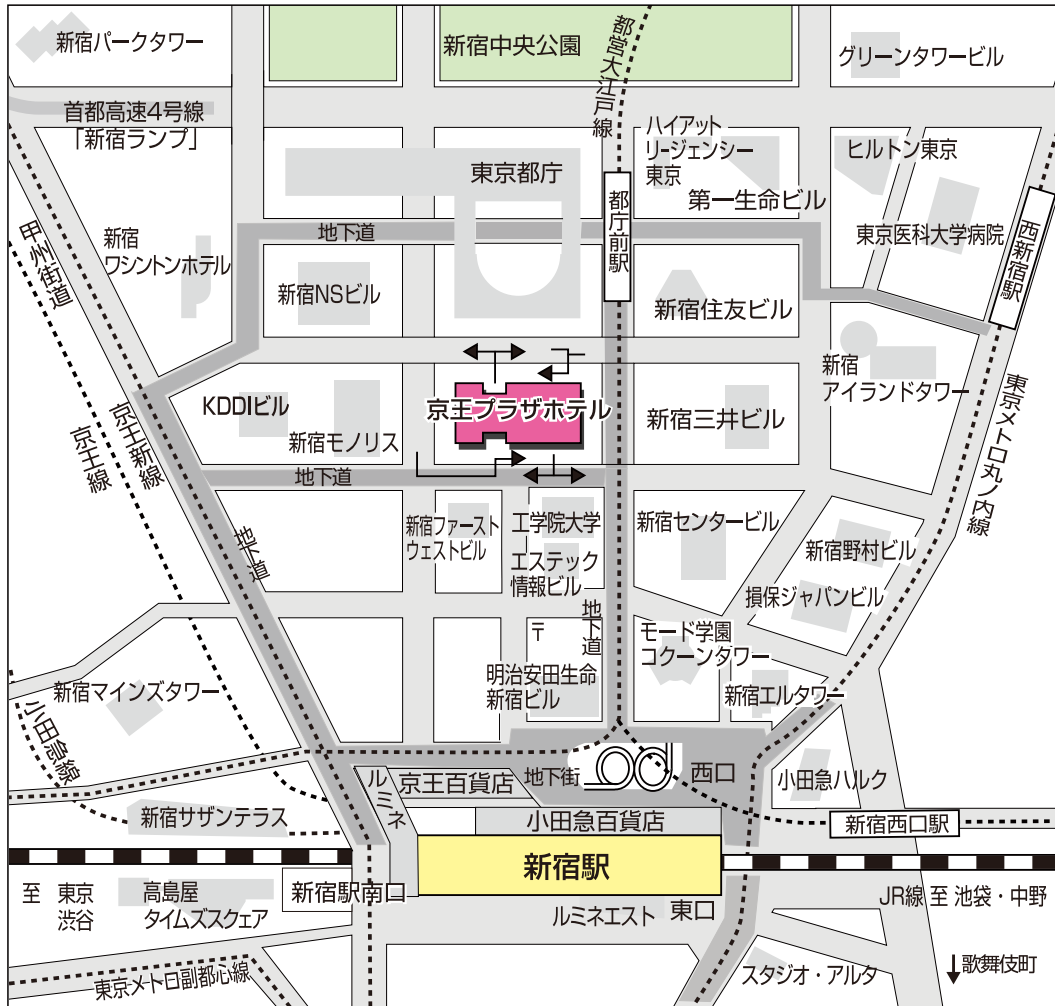 新宿パークタワー
新宿中央公園
都営大江戸線
グリーンタワービル
首都高速4号線
「新宿ランプ」
ハイアット
リージェンシー
東京
ヒルトン東京
東京都庁
第一生命ビル
都庁前駅
西新宿駅
甲州街道
新宿
ワシントンホテル
地下道
東京医科大学病院
新宿NSビル
新宿住友ビル
新宿
アイランドタワー
東京メトロ丸ノ内線
京王新線
京王線
KDDIビル
新宿モノリス
京王プラザホテル
新宿三井ビル
地下道
地下道
新宿ファースト
ウェストビル
工学院大学
エステック
情報ビル
新宿センタービル
新宿野村ビル
損保ジャパンビル
地下道
〒
モード学園
コクーンタワー
明治安田生命
新宿ビル
新宿エルタワー
新宿マインズタワー
小田急線
ルミネ
京王百貨店
地下街
西口
小田急ハルク
新宿サザンテラス
小田急百貨店
新宿西口駅
新宿駅
至 東京
渋谷
高島屋
タイムズスクェア
新宿駅南口
ルミネエスト
東口
JR線 至 池袋・中野
東京メトロ副都心線
スタジオ・アルタ
歌舞伎町